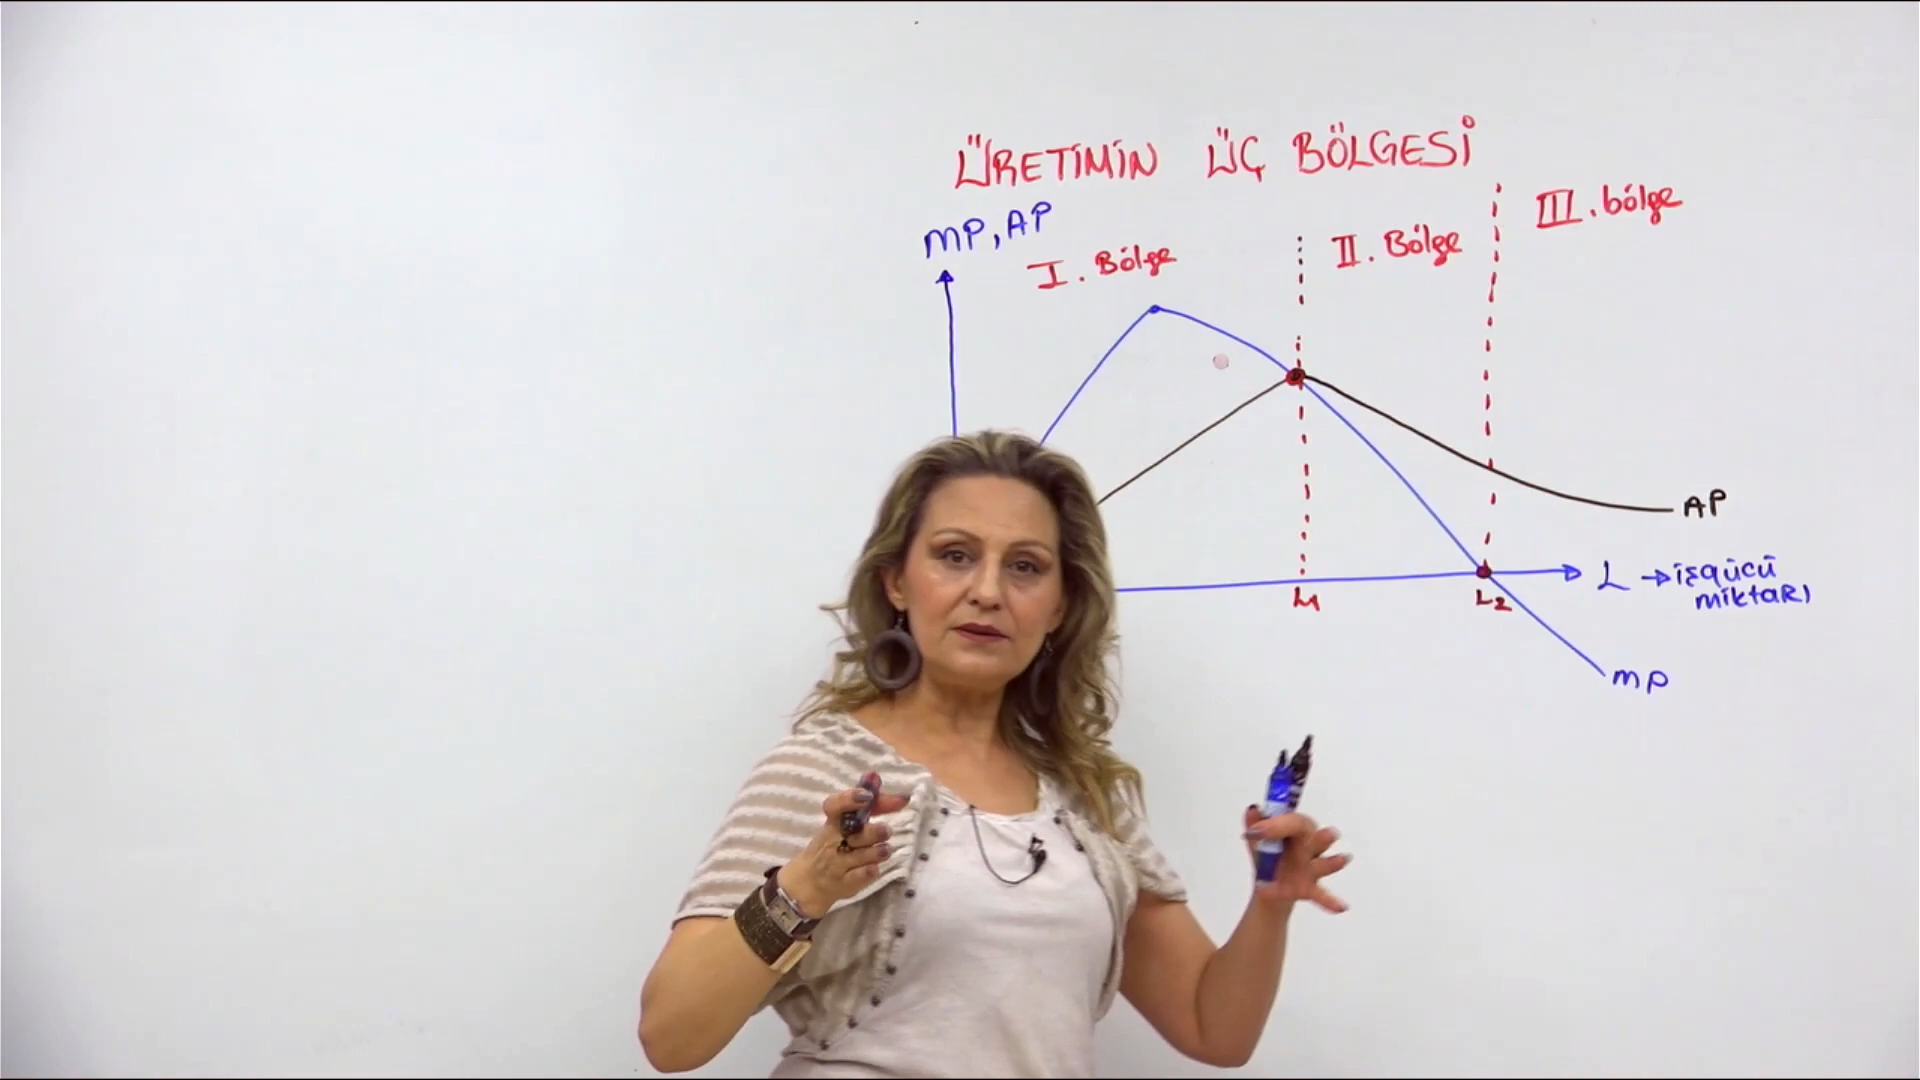 ÜRETİMİN ÜÇ BÖLGESİ
MP, AP
I. Bölge
II. Bölge
III. bölge
AP
L → işgücü
miktarı
L1
L2
MP